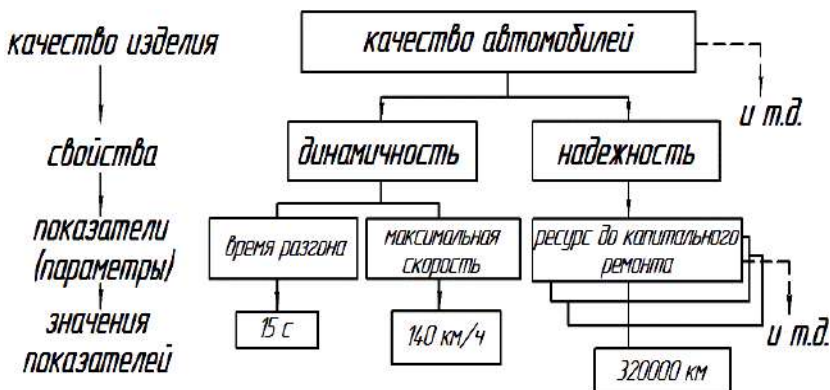 качество изделия
качество автомобилей
и т.д.
свойства
динамичность
надежность
показатели
(параметры)
время разгона
максимальная
скорость
ресурс до капитального
ремонта
значения
показателей
15 с
140 км/ч
и т.д.
320000 км